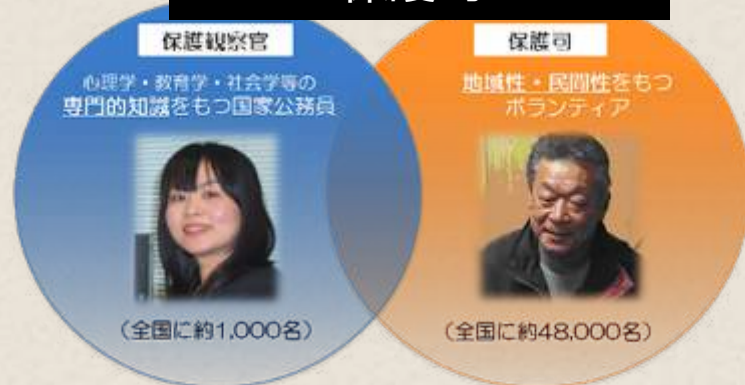 保護観察官
心理学・教育学・社会学等の
専門的知識をもつ国家公務員
(全国に約1,000名)
保護司
地域性・民間性をもつ
ボランティア
(全国に約48,000名)